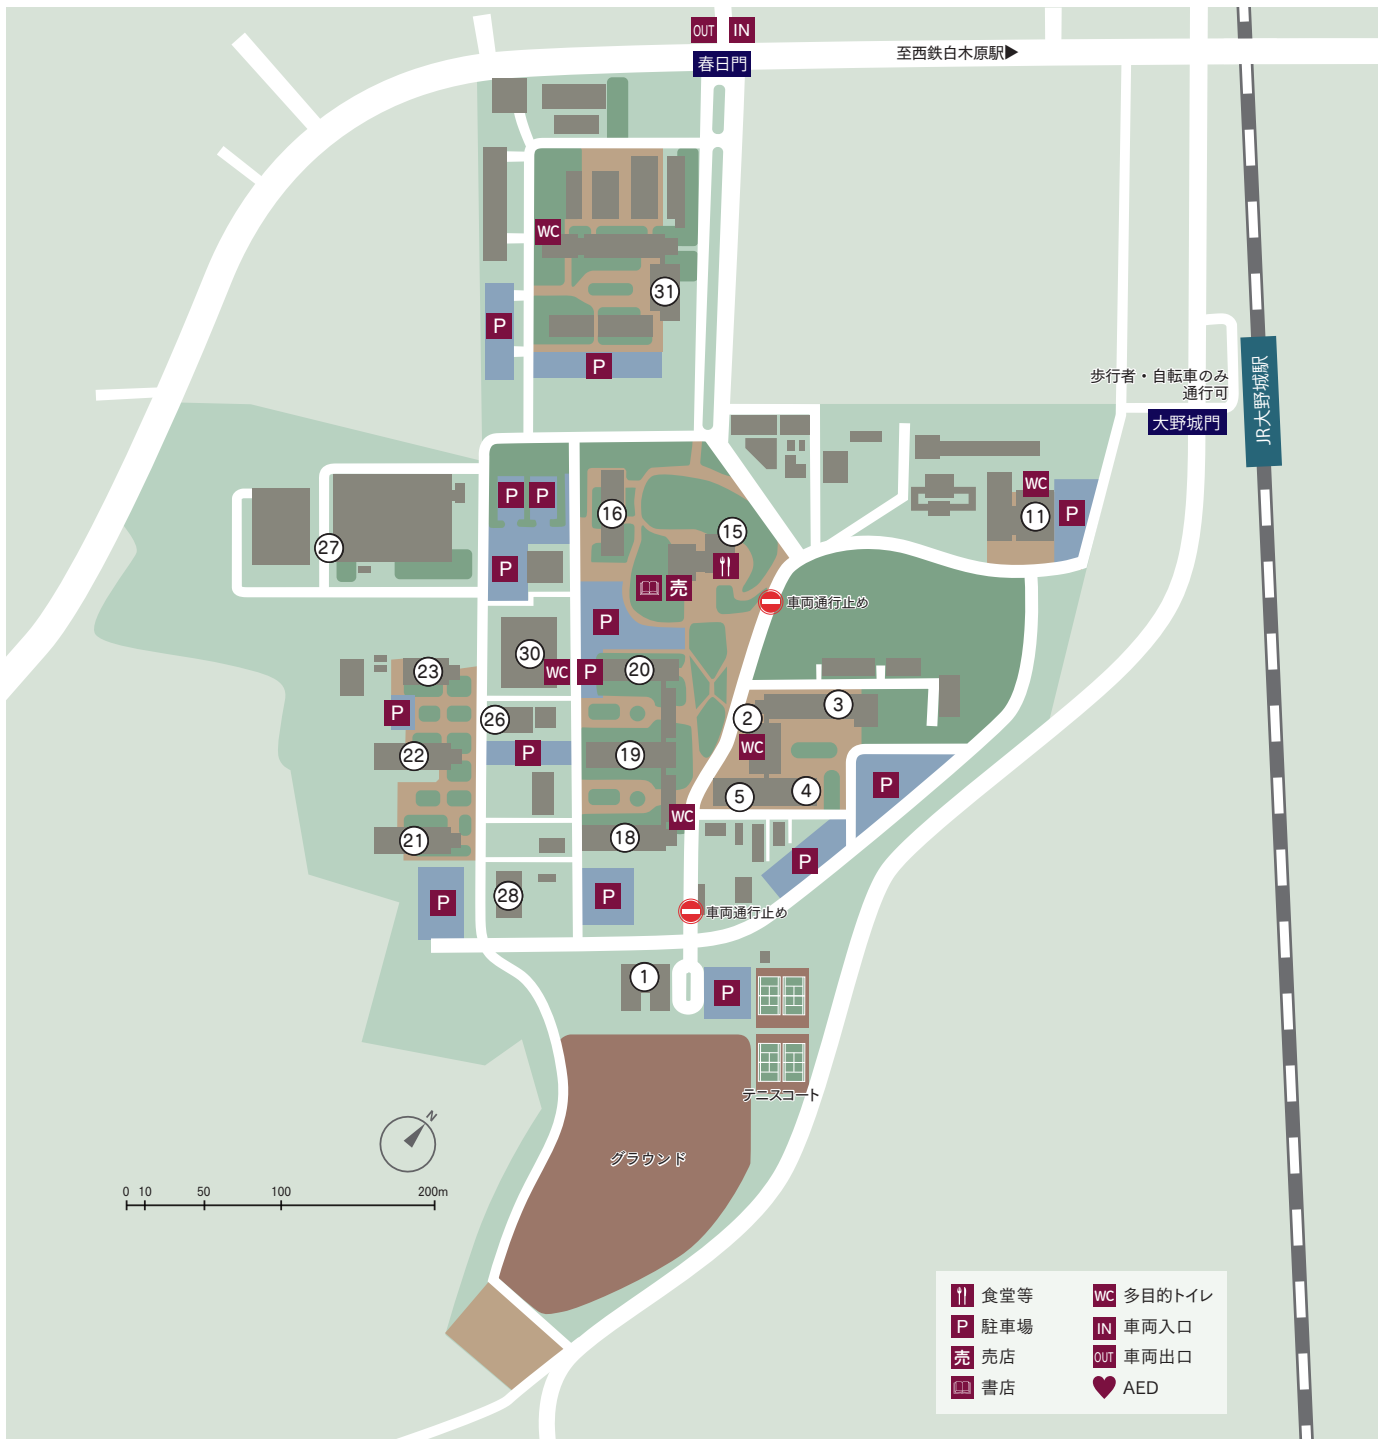 OUT IN
春日門
至西鉄白木原駅▶
WC
31
P
P
歩行者・自転車のみ
通行可
大野城門
JR大野城駅
P P
16
15
WC
11
P
27
P
売
車両通行止め
P
30
WC
P
20
23
P
26
2
3
22
P
19
WC
5
4
P
21
WC
18
P
28
P
P
車両通行止め
1
P
テニスコート
グラウンド
N
0 10 50 100 200m
食堂等
P 駐車場
売 売店
書店
WC 多目的トイレ
IN 車両入口
OUT 車両出口
AED